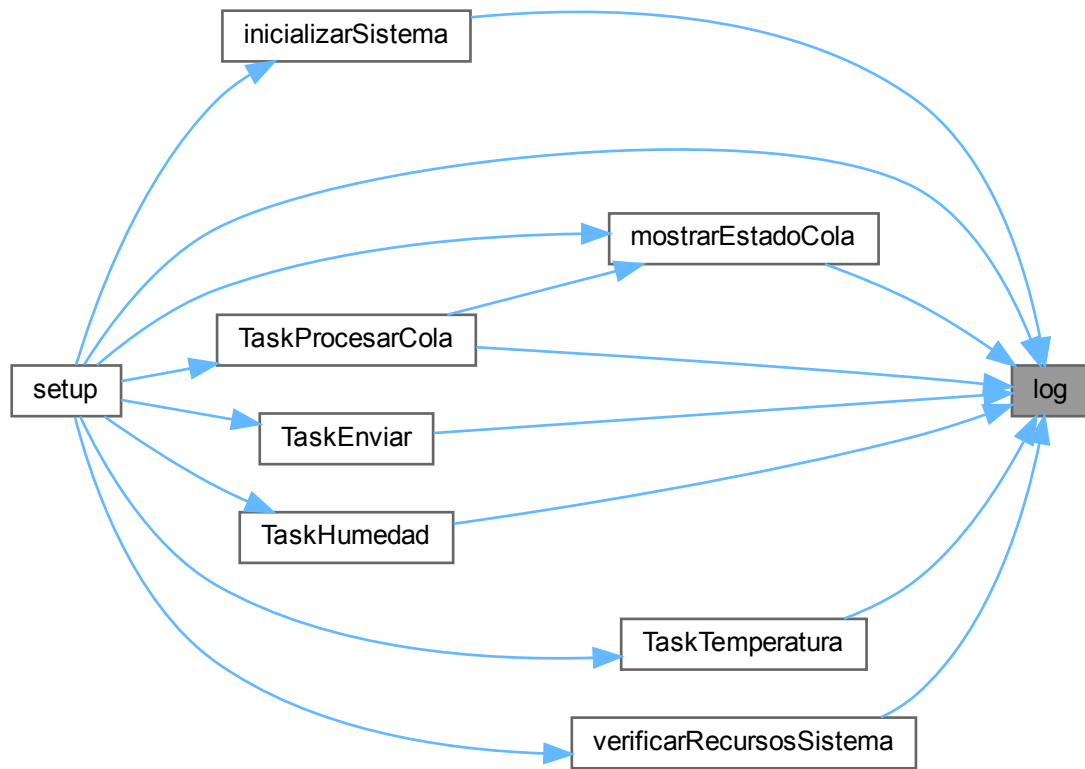 inicializarSistema
mostrarEstadoCola
TaskProcesarCola
setup
log
TaskEnviar
TaskHumedad
TaskTemperatura
verificarRecursosSistema